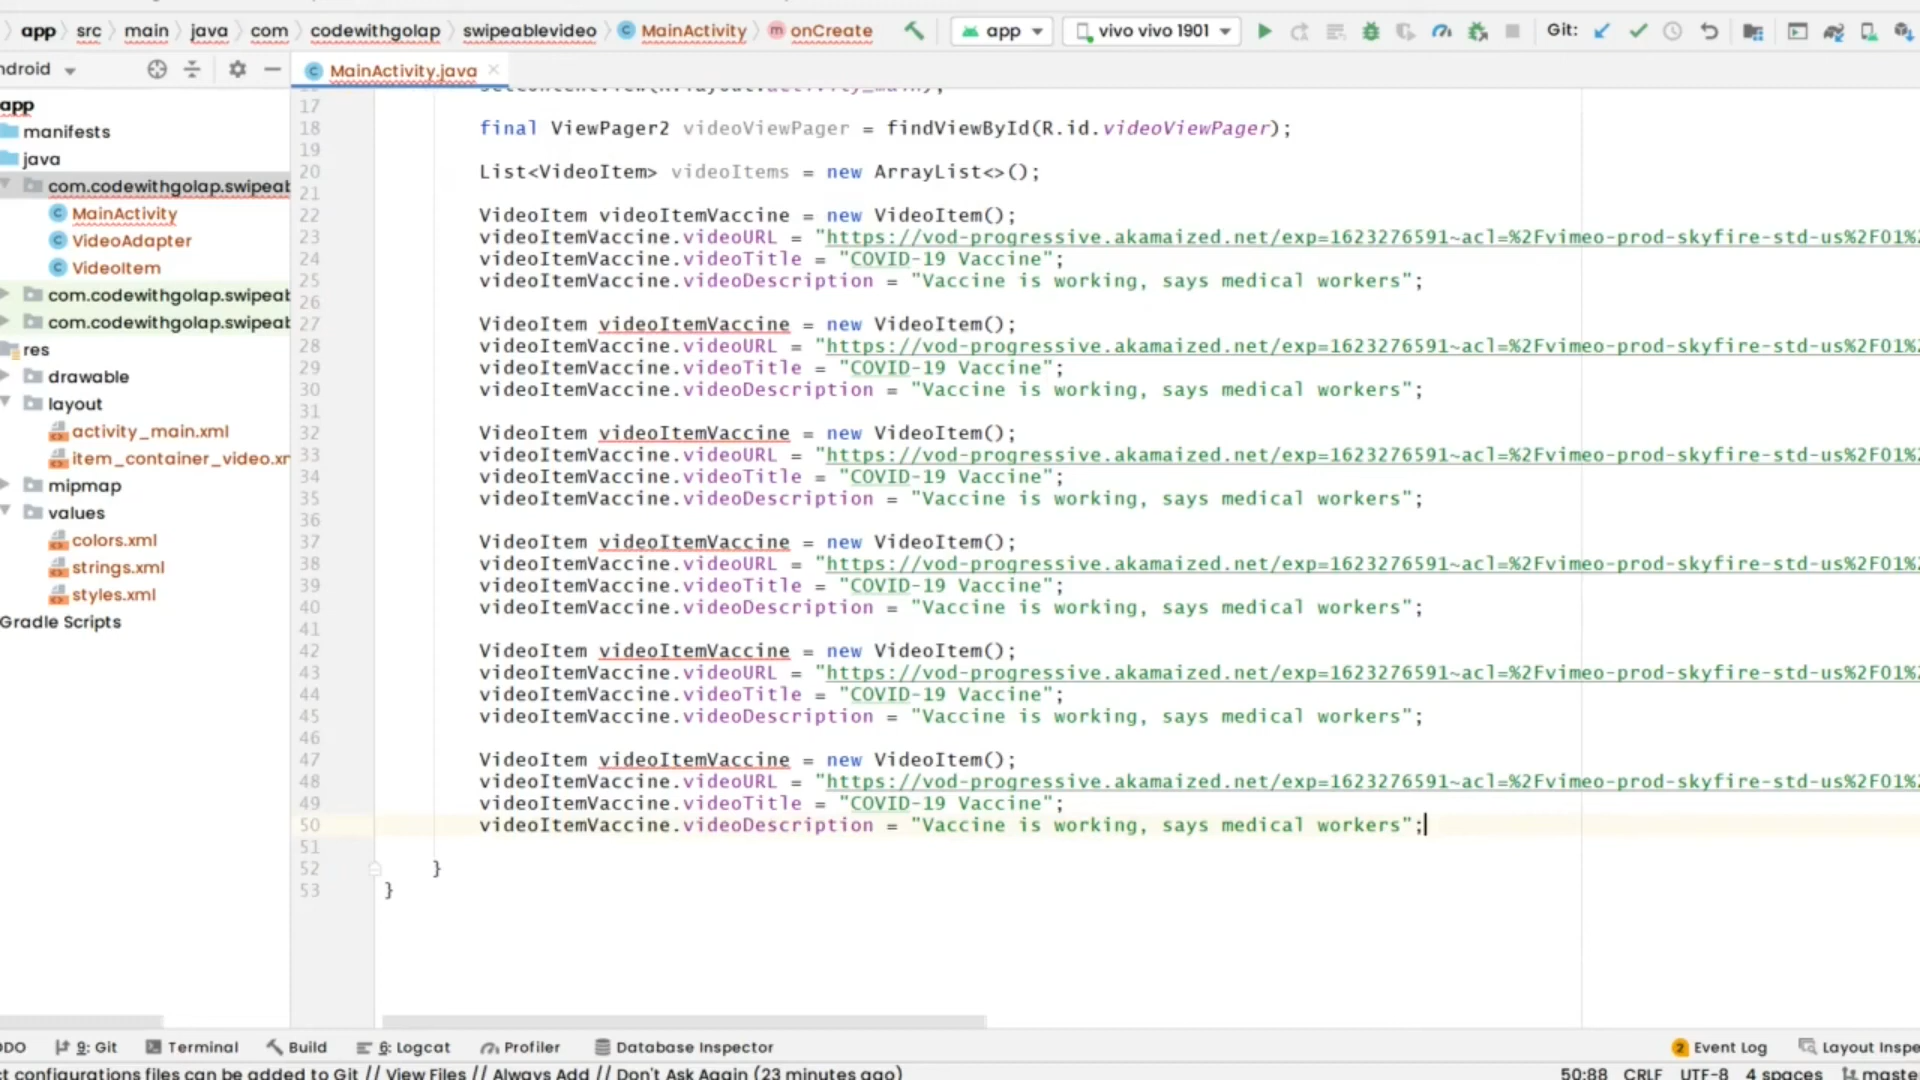 app src main java com codewithgolap swipeablevideo MainActivity onCreate app vivo vivo 1901 Git:
ndroid MainActivity.java
17
18 final ViewPager2 videoViewPager = findViewById(R.id.videoViewPager);
19
20 List<VideoItem> videoItems = new ArrayList<>();
21
22 VideoItem videoItemVaccine = new VideoItem();
23 videoItemVaccine.videoURL = "https://vod-progressive.akamaized.net/exp=1623276591~acl=%2Fvimeo-prod-skyfire-std-us%2F01%2
24 videoItemVaccine.videoTitle = "COVID-19 Vaccine";
25 videoItemVaccine.videoDescription = "Vaccine is working, says medical workers";
26
27 VideoItem videoItemVaccine = new VideoItem();
28 videoItemVaccine.videoURL = "https://vod-progressive.akamaized.net/exp=1623276591~acl=%2Fvimeo-prod-skyfire-std-us%2F01%2
29 videoItemVaccine.videoTitle = "COVID-19 Vaccine";
30 videoItemVaccine.videoDescription = "Vaccine is working, says medical workers";
31
32 VideoItem videoItemVaccine = new VideoItem();
33 videoItemVaccine.videoURL = "https://vod-progressive.akamaized.net/exp=1623276591~acl=%2Fvimeo-prod-skyfire-std-us%2F01%2
34 videoItemVaccine.videoTitle = "COVID-19 Vaccine";
35 videoItemVaccine.videoDescription = "Vaccine is working, says medical workers";
36
37 VideoItem videoItemVaccine = new VideoItem();
38 videoItemVaccine.videoURL = "https://vod-progressive.akamaized.net/exp=1623276591~acl=%2Fvimeo-prod-skyfire-std-us%2F01%2
39 videoItemVaccine.videoTitle = "COVID-19 Vaccine";
40 videoItemVaccine.videoDescription = "Vaccine is working, says medical workers";
41
42 VideoItem videoItemVaccine = new VideoItem();
43 videoItemVaccine.videoURL = "https://vod-progressive.akamaized.net/exp=1623276591~acl=%2Fvimeo-prod-skyfire-std-us%2F01%2
44 videoItemVaccine.videoTitle = "COVID-19 Vaccine";
45 videoItemVaccine.videoDescription = "Vaccine is working, says medical workers";
46
47 VideoItem videoItemVaccine = new VideoItem();
48 videoItemVaccine.videoURL = "https://vod-progressive.akamaized.net/exp=1623276591~acl=%2Fvimeo-prod-skyfire-std-us%2F01%2
49 videoItemVaccine.videoTitle = "COVID-19 Vaccine";
50 videoItemVaccine.videoDescription = "Vaccine is working, says medical workers";
51
52 }
53 }
app
manifests
java
com.codewithgolap.swipeab
MainActivity
VideoAdapter
VideoItem
com.codewithgolap.swipeab
com.codewithgolap.swipeab
res
drawable
layout
activity_main.xml
item_container_video.xm
mipmap
values
colors.xml
strings.xml
styles.xml
Gradle Scripts
ODO 9: Git Terminal Build 6: Logcat Profiler Database Inspector 2 Event Log Layout Inspe
ct configurations files can be added to Git // View Files // Always Add // Don't Ask Again (23 minutes ago) 50:88 CRLF UTF-8 4 spaces master